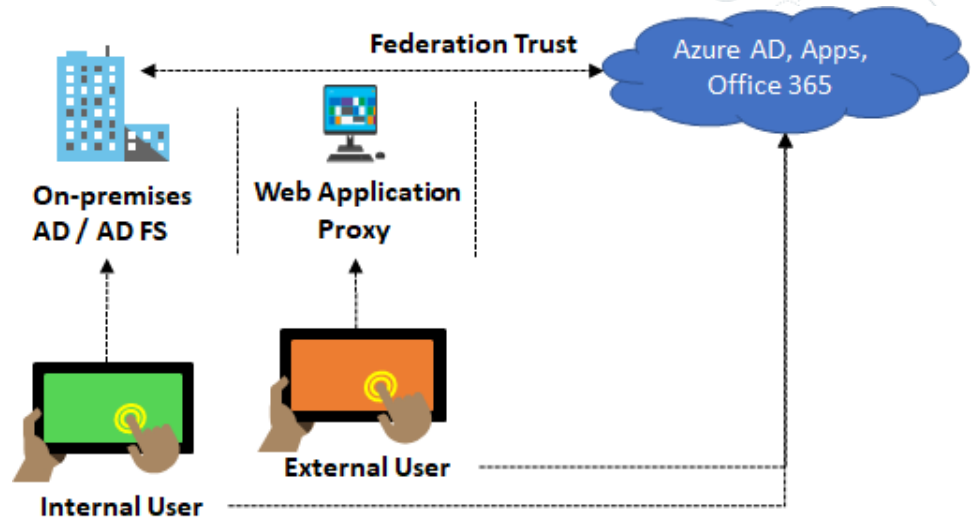 Federation Trust
Azure AD, Apps,
Office 365
On-premises
AD / AD FS
Web Application
Proxy
External User
Internal User